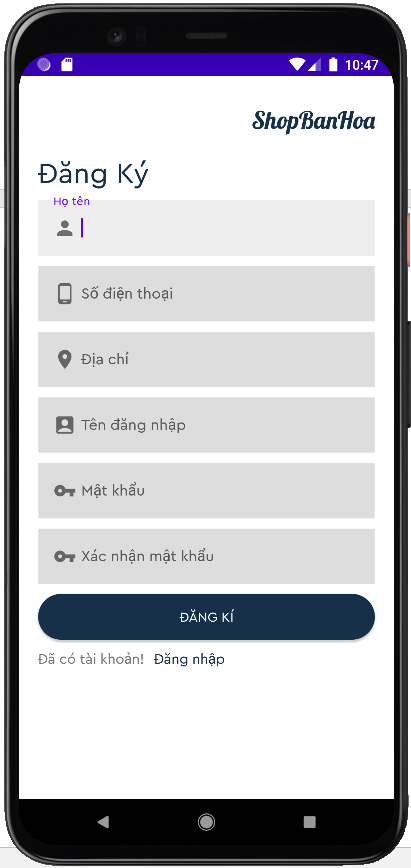 10:47
ShopBanHoa
Đăng Ký
Họ tên
Số điện thoại
Địa chỉ
Tên đăng nhập
Mật khẩu
Xác nhận mật khẩu
ĐĂNG KÍ
Đã có tài khoản! Đăng nhập